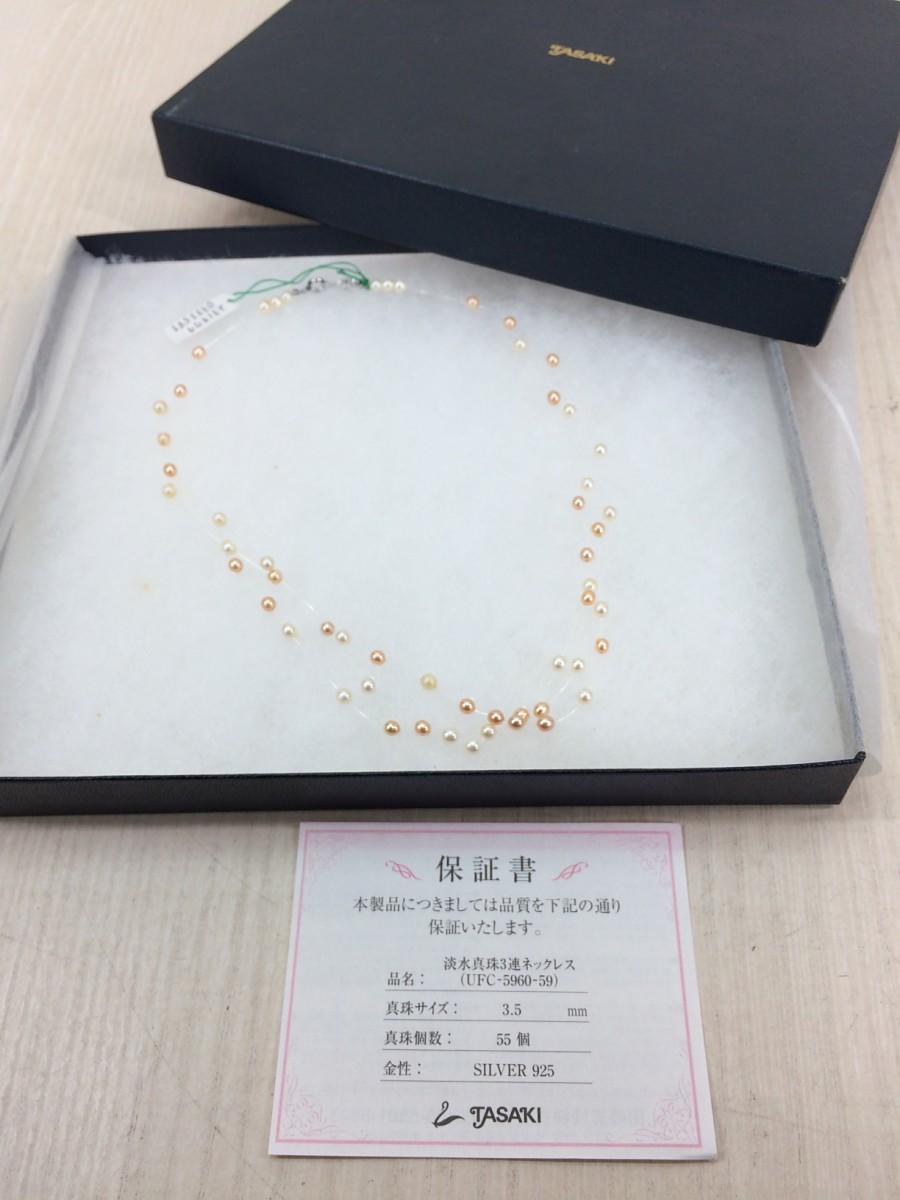 TASAKI
保証書
本製品につきましては品質を下記の通り
保証いたします。
淡水真珠3連ネックレス
品名： （UFC-5960-59）
真珠サイズ： 3.5 mm
真珠個数： 55 個
金性： SILVER 925
TASAKI